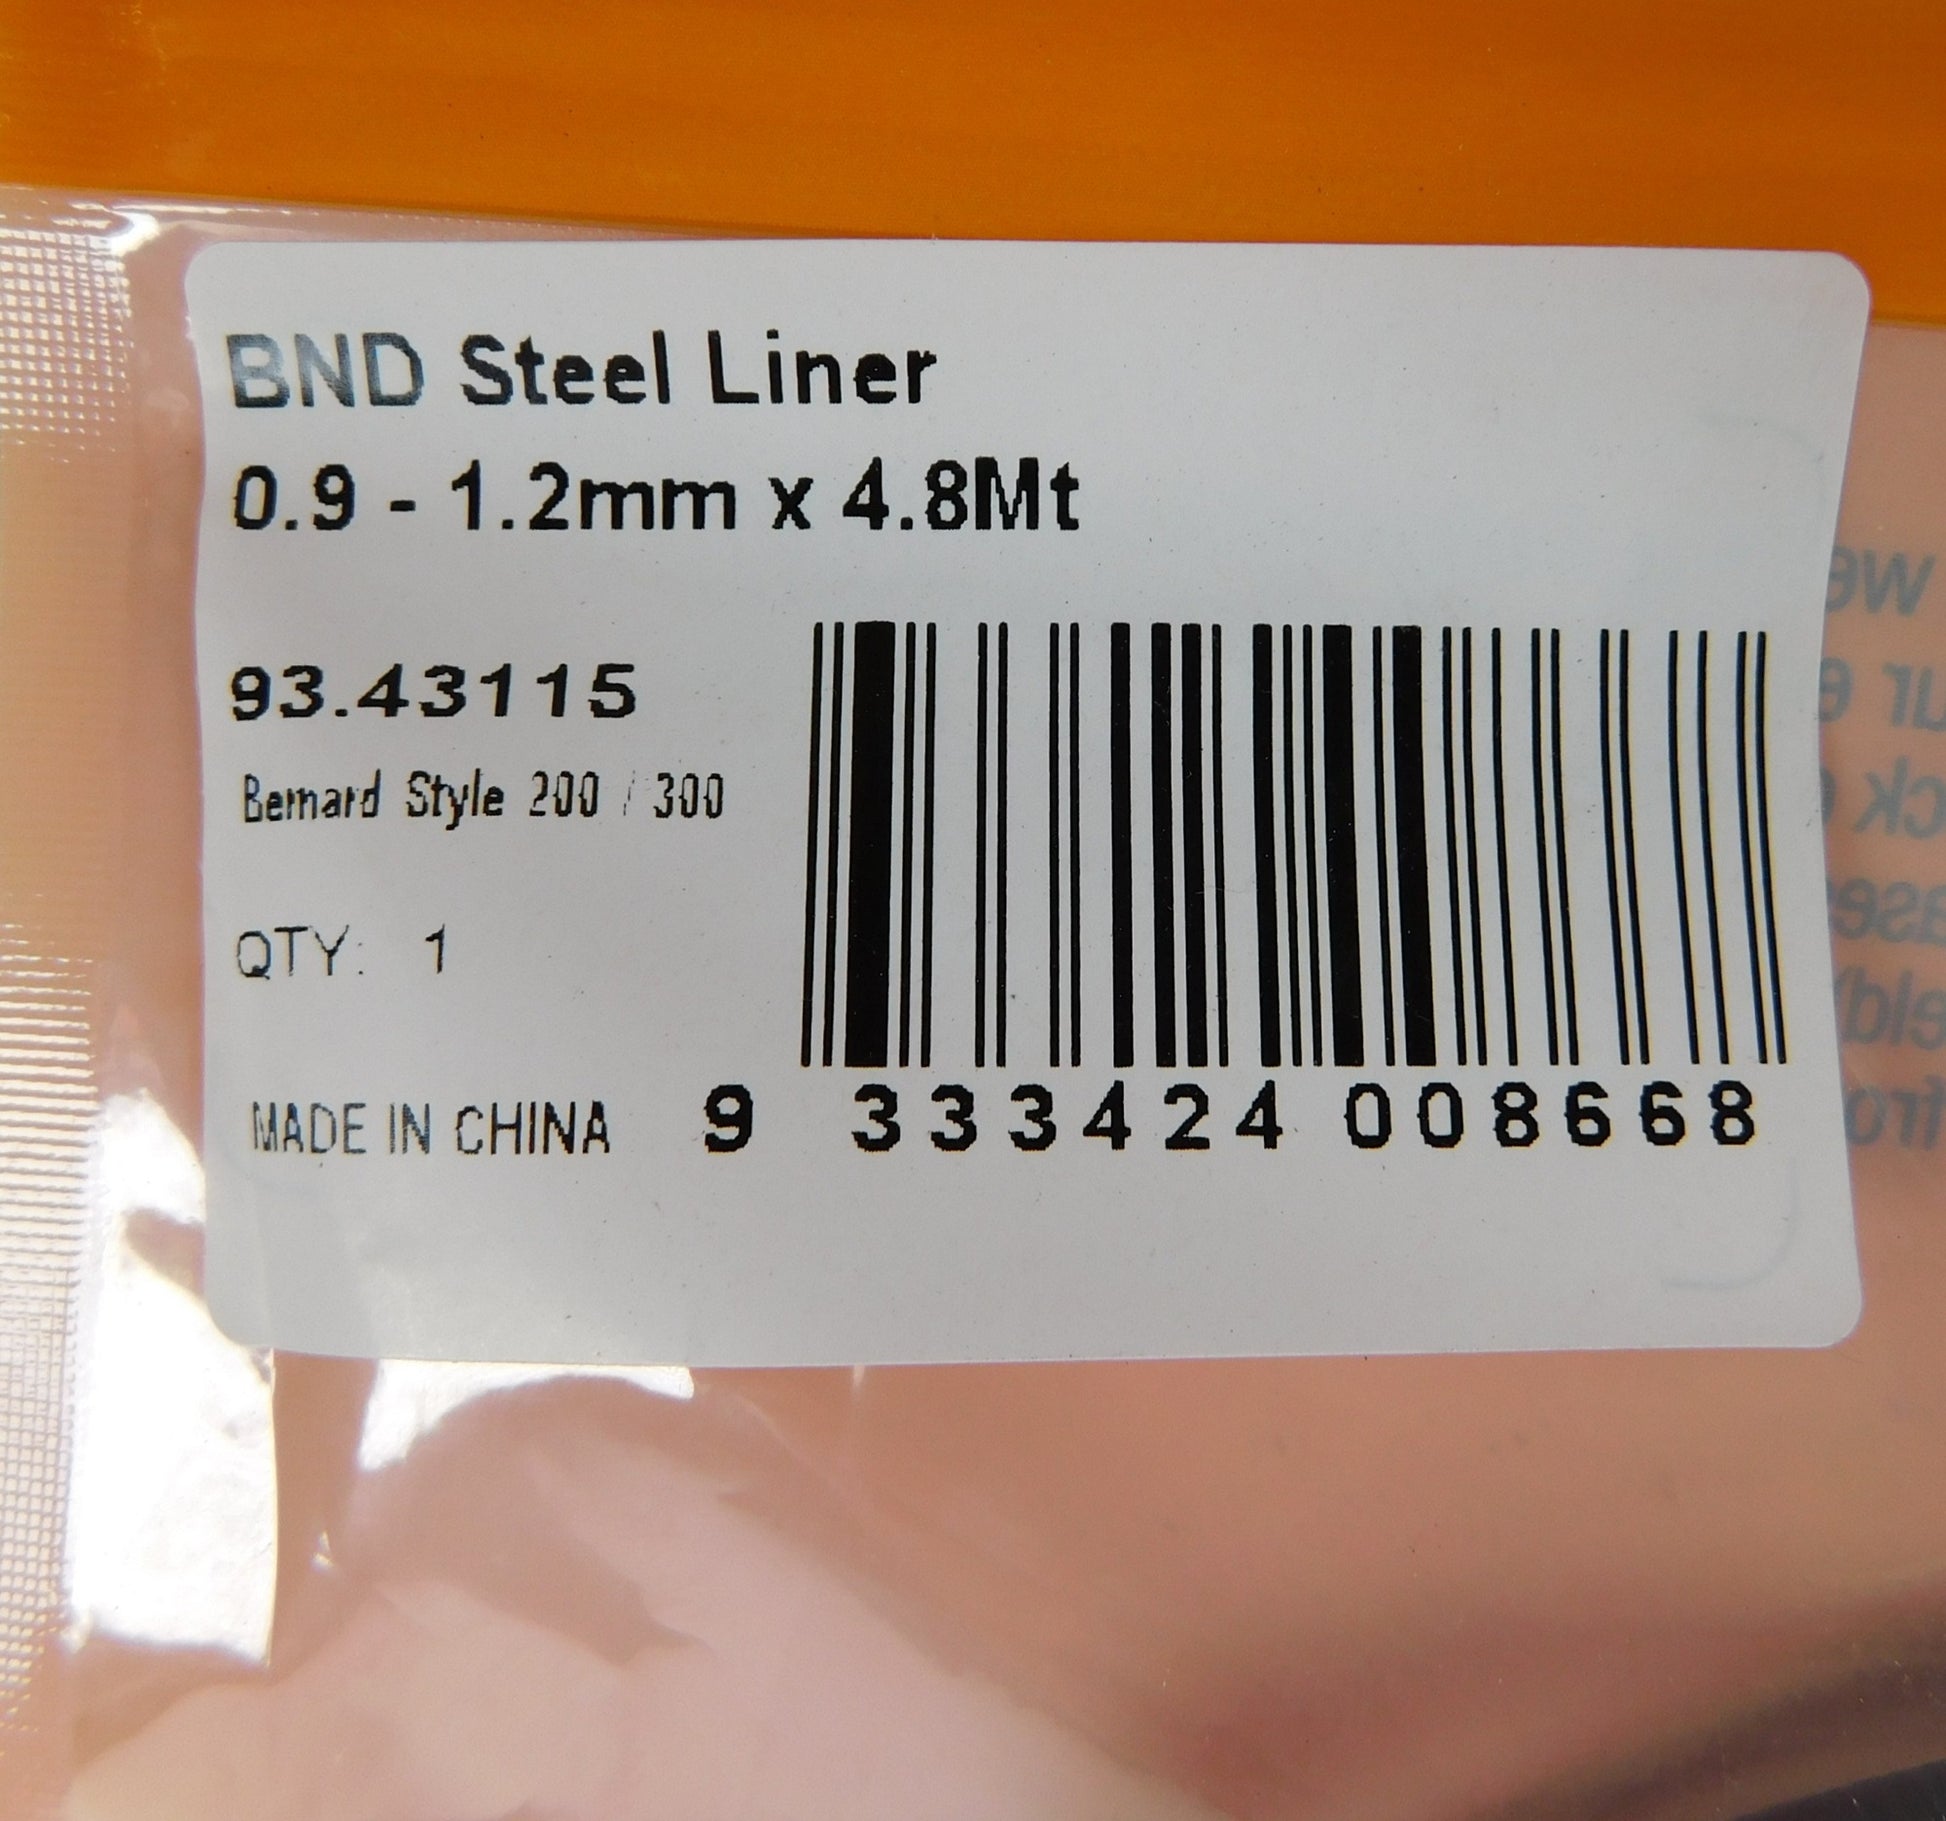 BND Steel Liner
0.9 - 1.2mm x 4.8Mt
93.43115
Bernard Style 200 / 300
QTY: 1
MADE IN CHINA
9 333424 008668